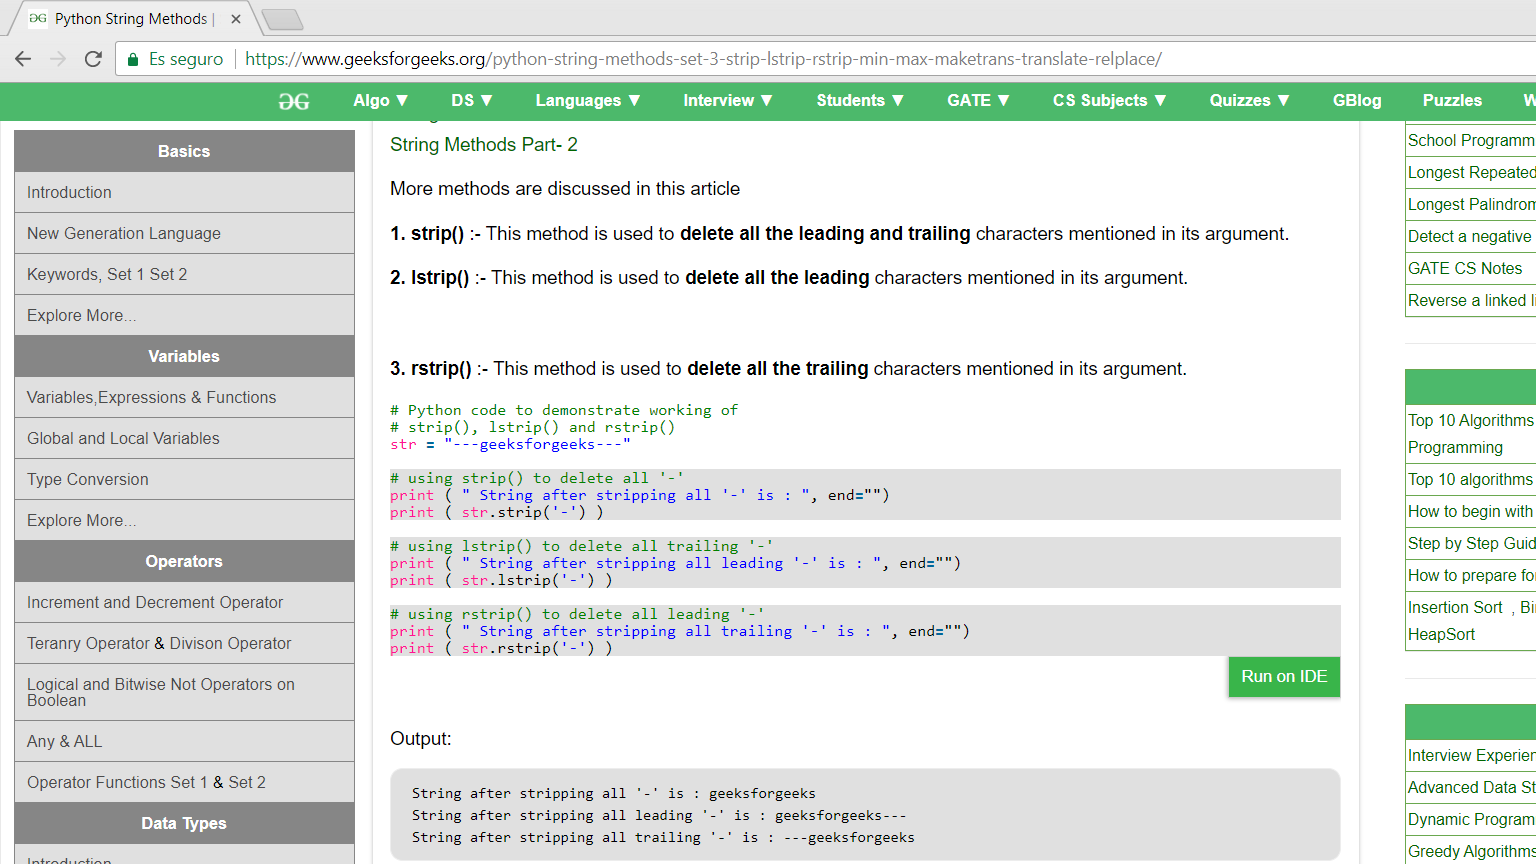 Python String Methods |
Es seguro
https://www.geeksforgeeks.org/python-string-methods-set-3-strip-lstrip-rstrip-min-max-maketrans-translate-relplace/
Algo ▼ DS ▼ Languages ▼ Interview ▼ Students ▼ GATE ▼ CS Subjects ▼ Quizzes ▼ GBlog Puzzles W
Basics
Introduction
New Generation Language
Keywords, Set 1 Set 2
Explore More...
Variables
Variables,Expressions & Functions
Global and Local Variables
Type Conversion
Explore More...
Operators
Increment and Decrement Operator
Teranry Operator & Divison Operator
Logical and Bitwise Not Operators on
Boolean
Any & ALL
Operator Functions Set 1 & Set 2
Data Types
Introduction
String Methods Part- 2
More methods are discussed in this article
1. strip() :- This method is used to delete all the leading and trailing characters mentioned in its argument.
2. lstrip() :- This method is used to delete all the leading characters mentioned in its argument.
3. rstrip() :- This method is used to delete all the trailing characters mentioned in its argument.
# Python code to demonstrate working of
# strip(), lstrip() and rstrip()
str = "---geeksforgeeks---"
# using strip() to delete all '-'
print ( " String after stripping all '-' is : ", end="")
print ( str.strip('-') )
# using lstrip() to delete all trailing '-'
print ( " String after stripping all leading '-' is : ", end="")
print ( str.lstrip('-') )
# using rstrip() to delete all leading '-'
print ( " String after stripping all trailing '-' is : ", end="")
print ( str.rstrip('-') )
Run on IDE
Output:
String after stripping all '-' is : geeksforgeeks
String after stripping all leading '-' is : geeksforgeeks---
String after stripping all trailing '-' is : ---geeksforgeeks
School Programm
Longest Repeated
Longest Palindrom
Detect a negative
GATE CS Notes
Reverse a linked li
Top 10 Algorithms
Programming
Top 10 algorithms
How to begin with
Step by Step Guid
How to prepare for
Insertion Sort , Bi
HeapSort
Interview Experien
Advanced Data St
Dynamic Program
Greedy Algorithms